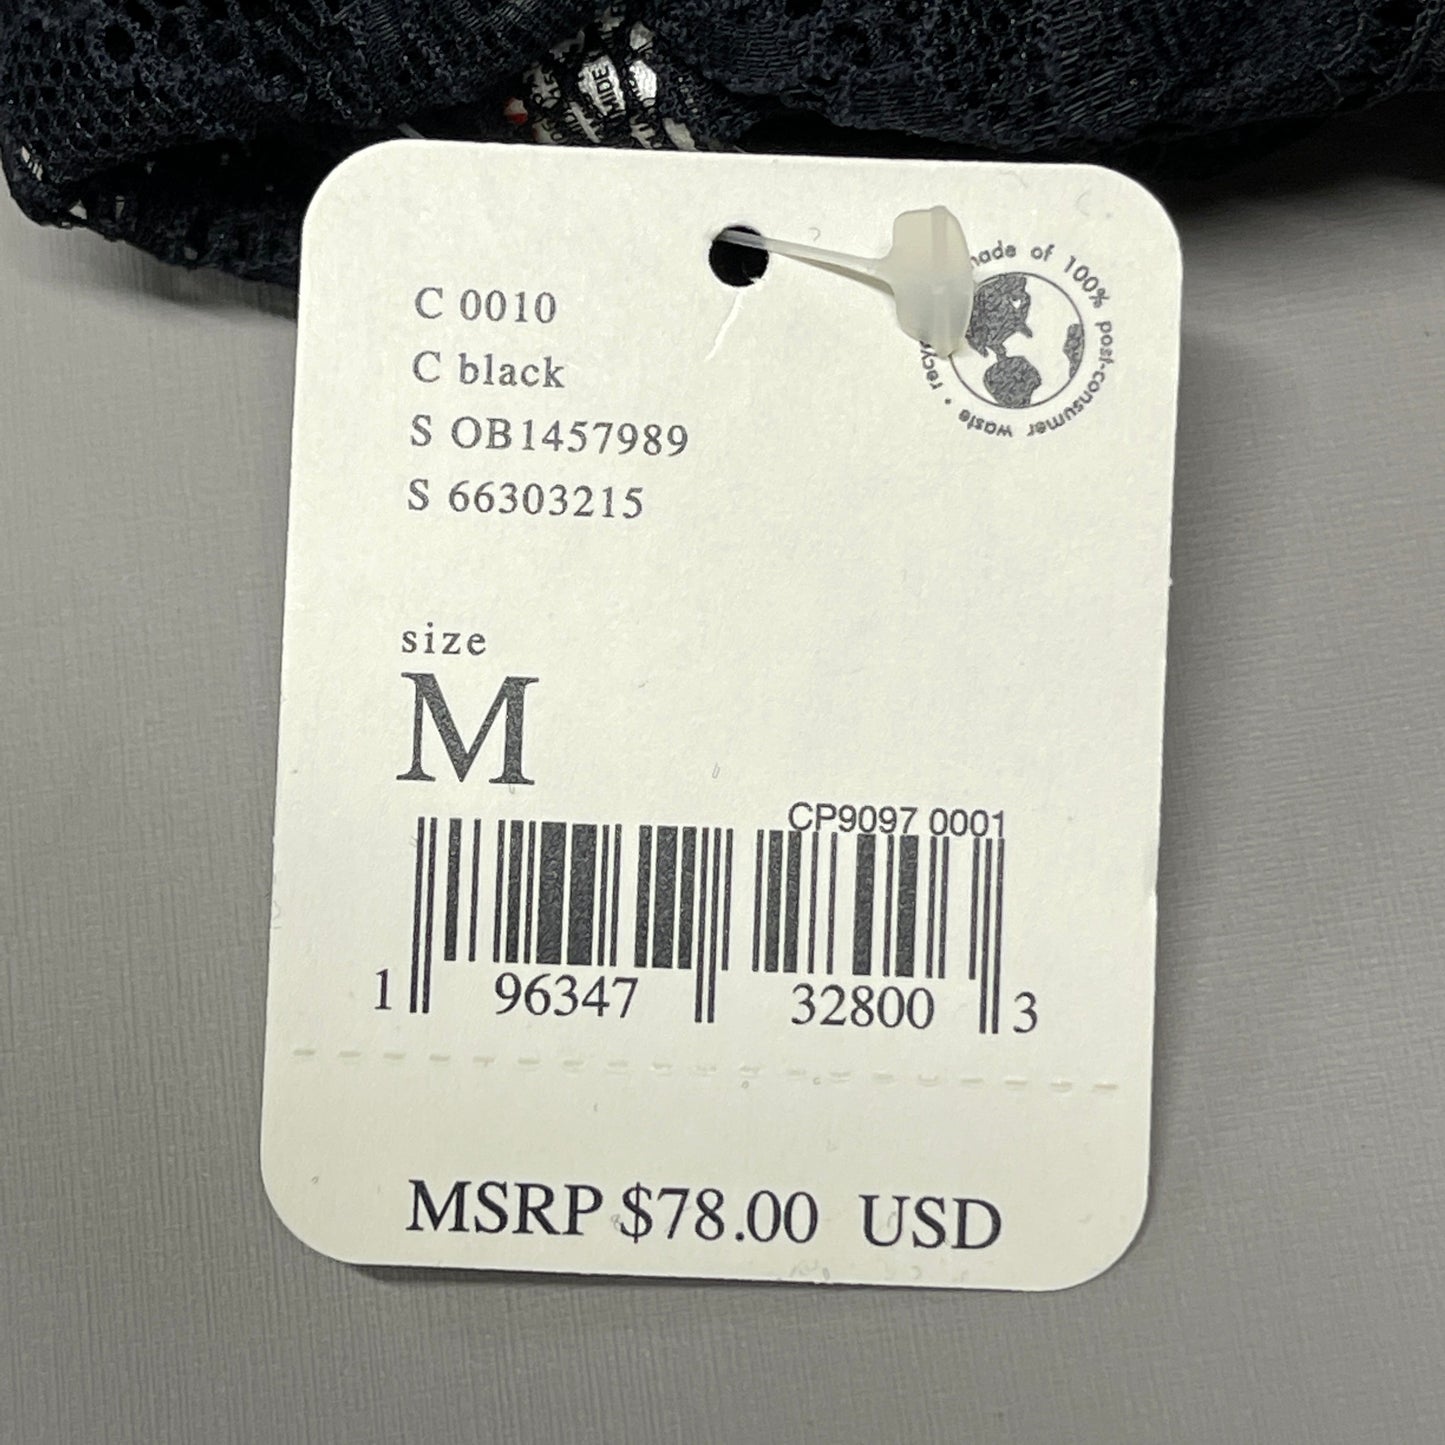 MIDE
made of 100% post-consumer waste •
C 0010
C black
S OB1457989
S 66303215
size
M
CP9097 0001
1 96347 32800 3
MSRP $78.00 USD